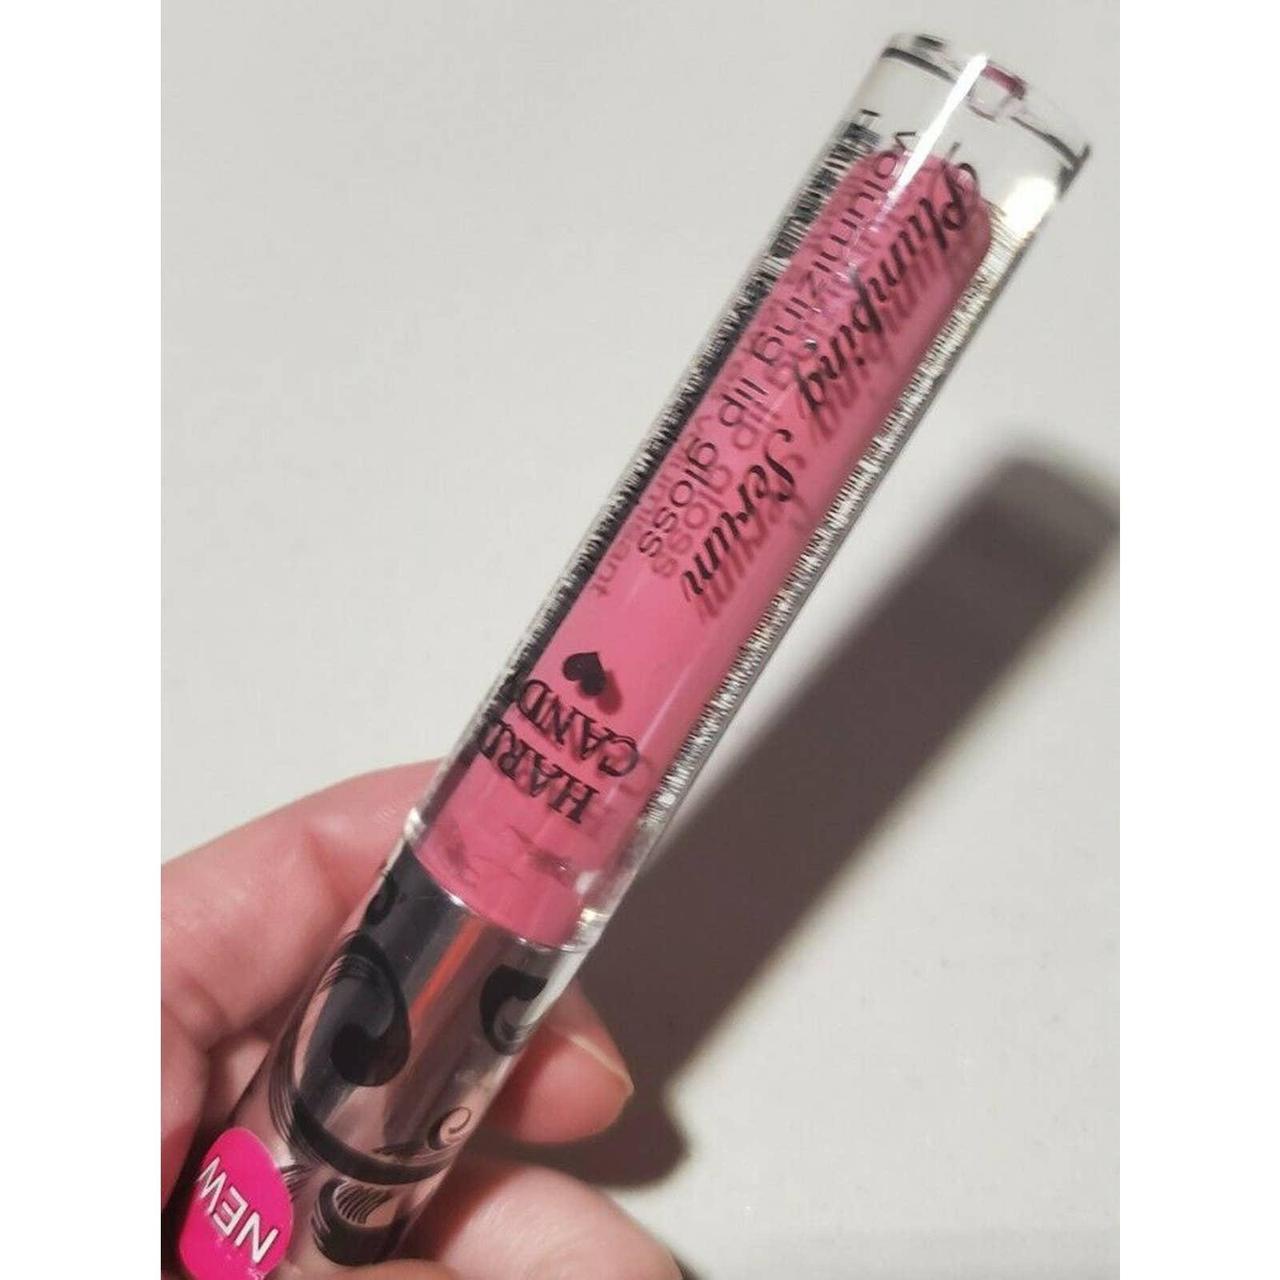 HARD
CANDY
Plumping Serum
volumizing lip gloss
NEW